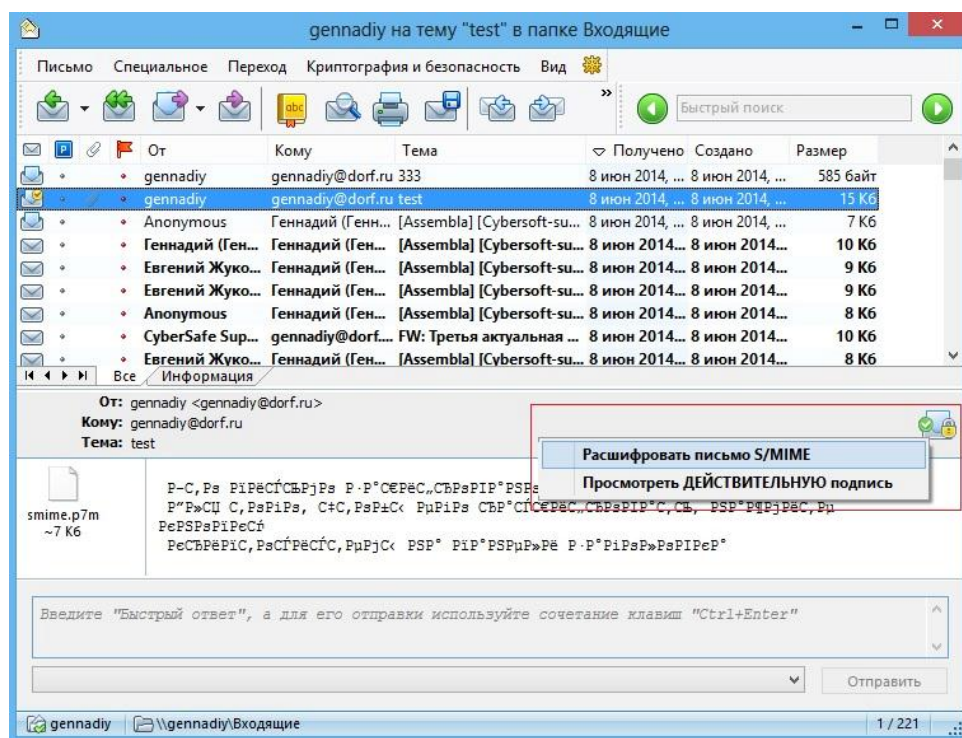 gennadiy на тему "test" в папке Входящие
Письмо Специальное Переход Криптография и безопасность Вид
abc » Быстрый поиск
P От Кому Тема Получено Создано Размер
gennadiy gennadiy@dorf.ru 333 8 июн 2014, ... 8 июн 2014, ... 585 байт
gennadiy gennadiy@dorf.ru test 8 июн 2014, ... 8 июн 2014, ... 15 Кб
Anonymous Геннадий (Генн... [Assembla] [Cybersoft-su... 8 июн 2014, ... 8 июн 2014, ... 7 Кб
Геннадий (Ген... Геннадий (Ген... [Assembla] [Cybersoft-su... 8 июн 2014... 8 июн 2014... 10 Кб
Евгений Жуко... Геннадий (Ген... [Assembla] [Cybersoft-su... 8 июн 2014... 8 июн 2014... 9 Кб
Евгений Жуко... Геннадий (Ген... [Assembla] [Cybersoft-su... 8 июн 2014... 8 июн 2014... 9 Кб
Anonymous Геннадий (Ген... [Assembla] [Cybersoft-su... 8 июн 2014... 8 июн 2014... 8 Кб
CyberSafe Sup... gennadiy@dorf.... FW: Третья актуальная ... 8 июн 2014... 8 июн 2014... 10 Кб
Евгений Жуко... Геннадий (Ген... [Assembla] [Cybersoft-su... 8 июн 2014... 8 июн 2014... 8 Кб
Все Информация
От: gennadiy <gennadiy@dorf.ru>
Кому: gennadiy@dorf.ru
Тема: test
Расшифровать письмо S/MIME
Просмотреть ДЕЙСТВИТЕЛЬНУЮ подпись
smime.p7m
~7 Кб
Введите "Быстрый ответ", а для его отправки используйте сочетание клавиш "Ctrl+Enter"
Отправить
gennadiy \\gennadiy\Входящие 1 / 221